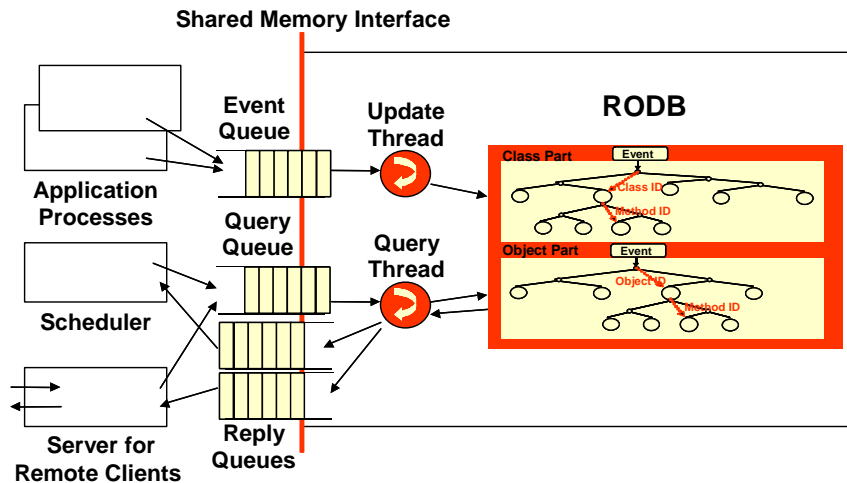 Shared Memory Interface
Event
Queue
Update
Thread
RODB
Application
Processes
Class Part
Event
Class ID
Method ID
Query
Queue
Query
Thread
Object Part
Event
Object ID
Method ID
Scheduler
Reply
Queues
Server for
Remote Clients